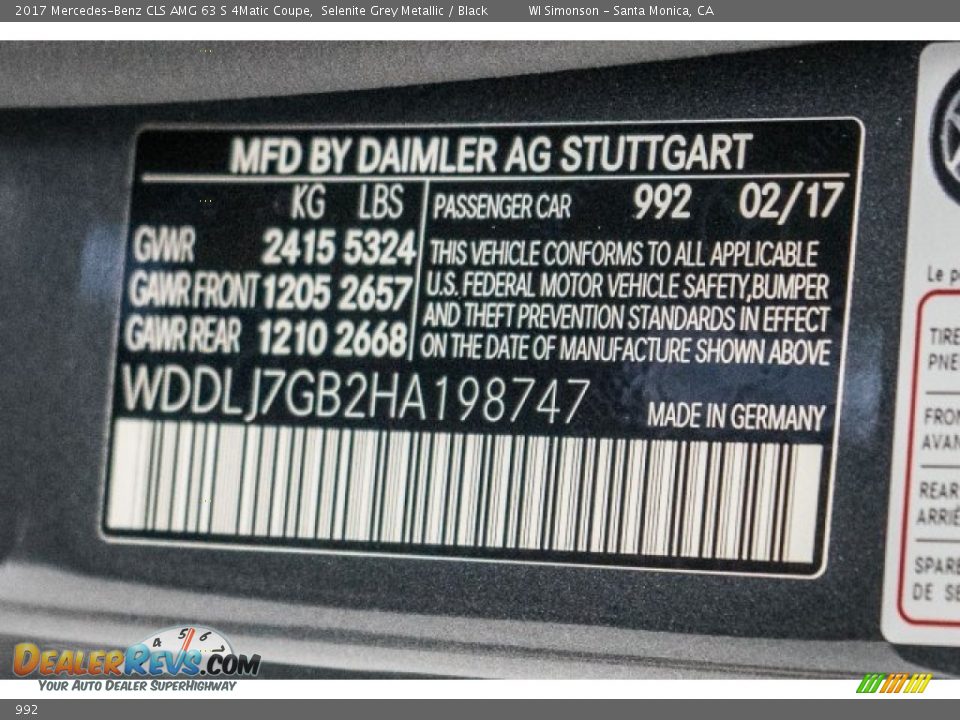 2017 Mercedes-Benz CLS AMG 63 S 4Matic Coupe, Selenite Grey Metallic / Black WI Simonson - Santa Monica, CA
MFD BY DAIMLER AG STUTTGART
KG LBS
GVWR 2415 5324
GAWR FRONT 1205 2657
GAWR REAR 1210 2668
PASSENGER CAR 992 02/17
THIS VEHICLE CONFORMS TO ALL APPLICABLE
U.S. FEDERAL MOTOR VEHICLE SAFETY,BUMPER
AND THEFT PREVENTION STANDARDS IN EFFECT
ON THE DATE OF MANUFACTURE SHOWN ABOVE
WDDLJ7GB2HA198747
MADE IN GERMANY
Le
TIRE
FRON
AVAN
REAR
ARRIÈ
SPARE
DE SE
4 5 6
DEALERREVS.COM
YOUR AUTO DEALER SUPERHIGHWAY
992